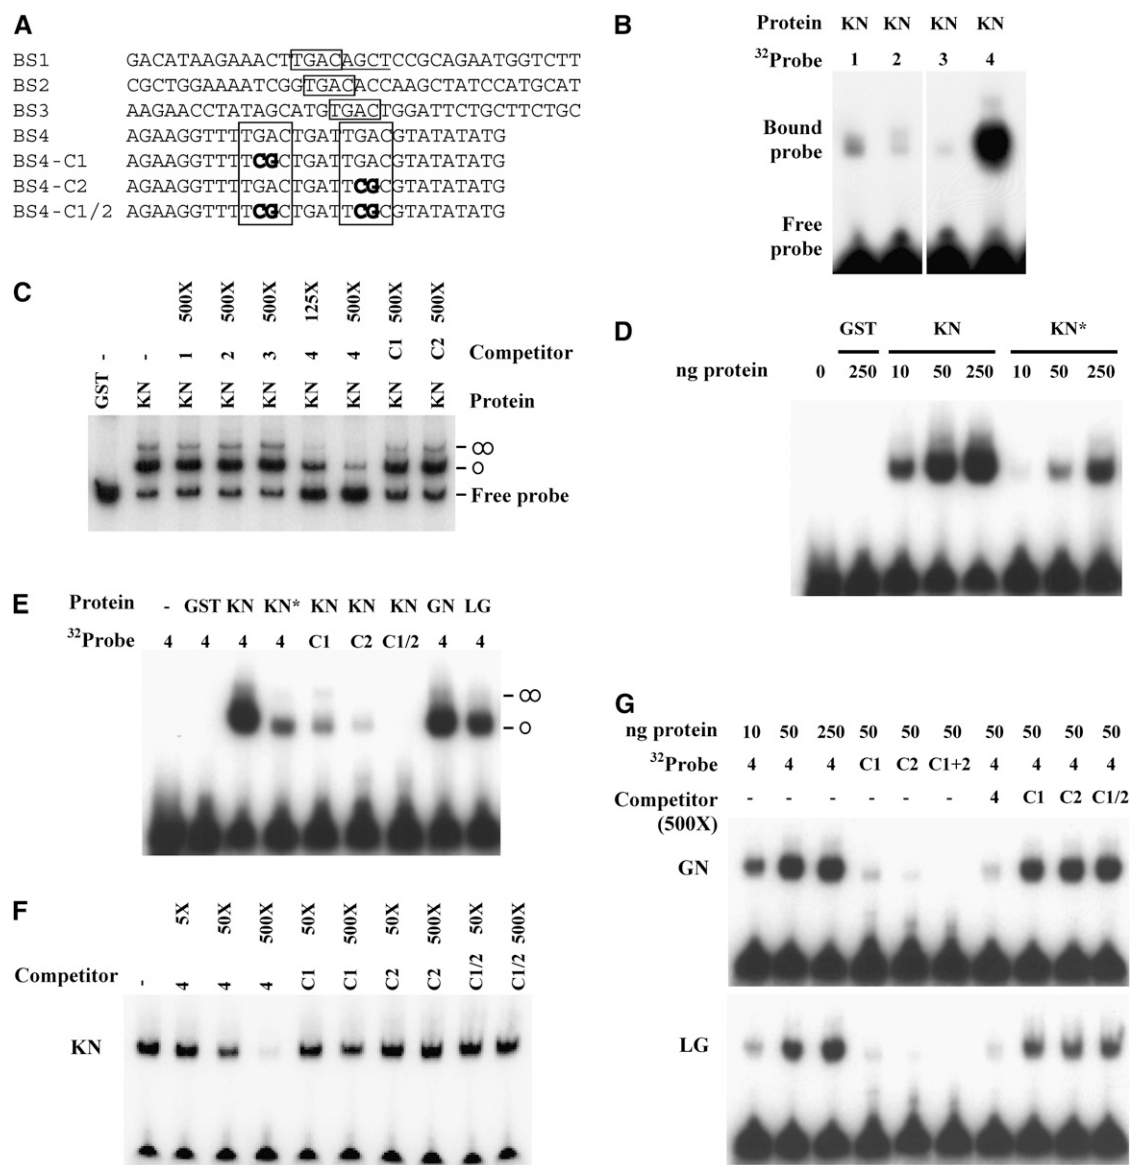 A
BS1 GACATAAGAAACTTGACAGCTCCGCAGAATGGTCTT
BS2 CGCTGGAAAATCGGTGACACCAAGCTATCCATGCAT
BS3 AAGAACCTATAGCATGTGACTGGATTCTGCTTCTGC
BS4 AGAAGGTTTTGACTGATTGACGTATATATG
BS4-C1 AGAAGGTTTTCGCTGATTGACGTATATATG
BS4-C2 AGAAGGTTTTGACTGATTCGCGTATATATG
BS4-C1/2 AGAAGGTTTTCGCTGATTCGCGTATATATG
B
Protein KN KN KN KN
32Probe 1 2 3 4
Bound probe
Free probe
C
- - 500X 500X 500X 125X 500X 500X 500X
1 2 3 4 4 C1 C2 Competitor
GST KN KN KN KN KN KN KN KN Protein
Free probe
D
GST KN KN*
ng protein 0 250 10 50 250 10 50 250
E
Protein - GST KN KN* KN KN KN GN LG
32Probe 4 4 4 4 C1 C2 C1/2 4 4
F
5X 50X 500X 50X 500X 50X 500X 50X 500X
Competitor - 4 4 4 C1 C1 C2 C2 C1/2 C1/2
KN
G
ng protein 10 50 250 50 50 50 50 50 50 50
32Probe 4 4 4 C1 C2 C1+2 4 4 4 4
Competitor - - - - - - 4 C1 C2 C1/2
(500X)
GN
LG